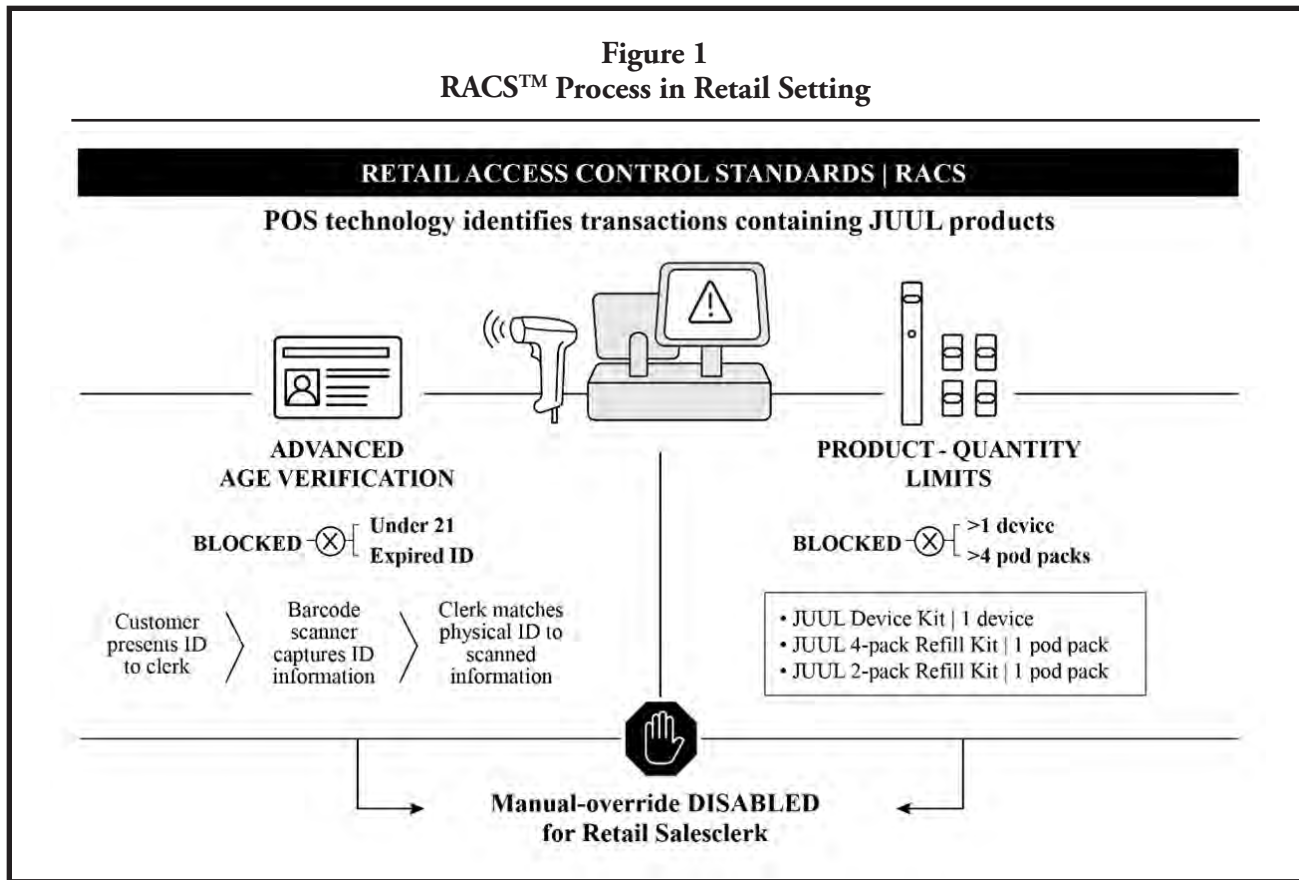 Figure 1
RACS™ Process in Retail Setting
RETAIL ACCESS CONTROL STANDARDS | RACS
POS technology identifies transactions containing JUUL products
ADVANCED
AGE VERIFICATION
BLOCKED
Under 21
Expired ID
Customer
presents ID
to clerk
Barcode
scanner
captures ID
information
Clerk matches
physical ID to
scanned
information
PRODUCT - QUANTITY
LIMITS
BLOCKED
>1 device
>4 pod packs
• JUUL Device Kit | 1 device
• JUUL 4-pack Refill Kit | 1 pod pack
• JUUL 2-pack Refill Kit | 1 pod pack
Manual-override DISABLED
for Retail Salesclerk